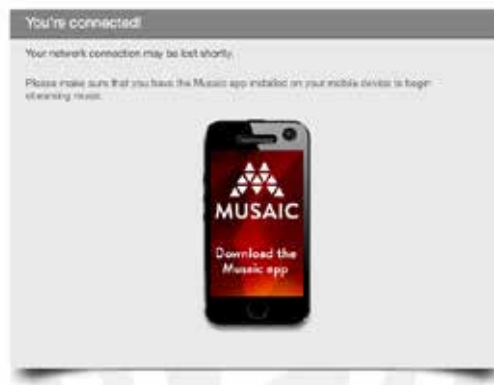 You're connected!
Your network connection may be lost shortly.
Please make sure that you have the Musaic app installed on your mobile device to begin
streaming music.
MUSAIC
Download the
Musaic app